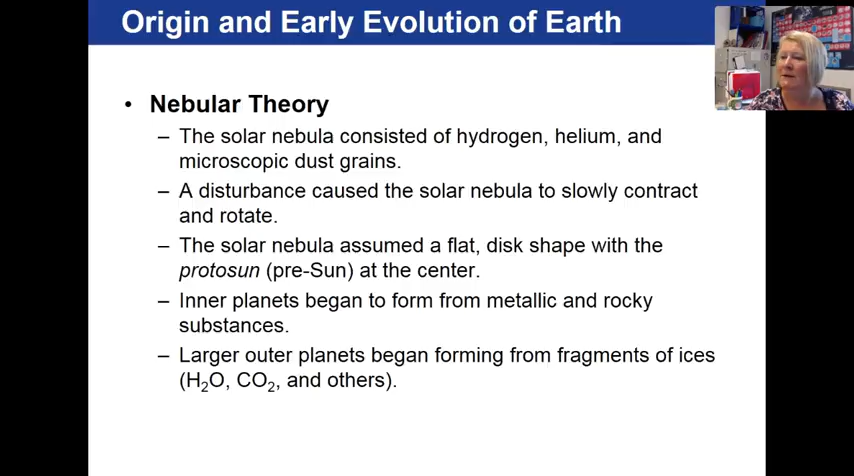 Origin and Early Evolution of Earth
• Nebular Theory
– The solar nebula consisted of hydrogen, helium, and
microscopic dust grains.
– A disturbance caused the solar nebula to slowly contract
and rotate.
– The solar nebula assumed a flat, disk shape with the
protosun (pre-Sun) at the center.
– Inner planets began to form from metallic and rocky
substances.
– Larger outer planets began forming from fragments of ices
(H₂O, CO₂, and others).